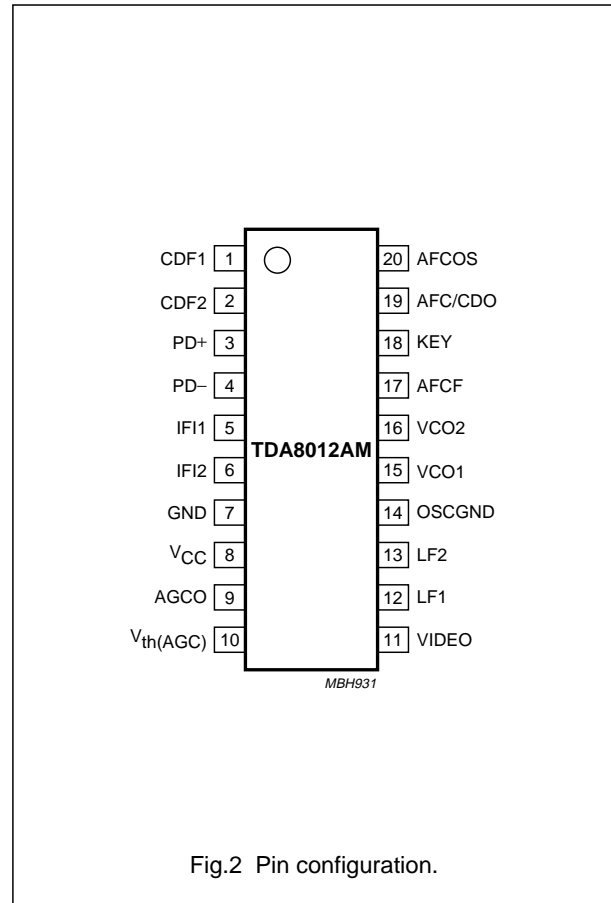 CDF1 1 20 AFCOS
CDF2 2 19 AFC/CDO
PD+ 3 18 KEY
PD− 4 17 AFCF
IFI1 5 16 VCO2
TDA8012AM
IFI2 6 15 VCO1
GND 7 14 OSCGND
VCC 8 13 LF2
AGCO 9 12 LF1
Vth(AGC) 10 11 VIDEO
MBH931
Fig.2 Pin configuration.